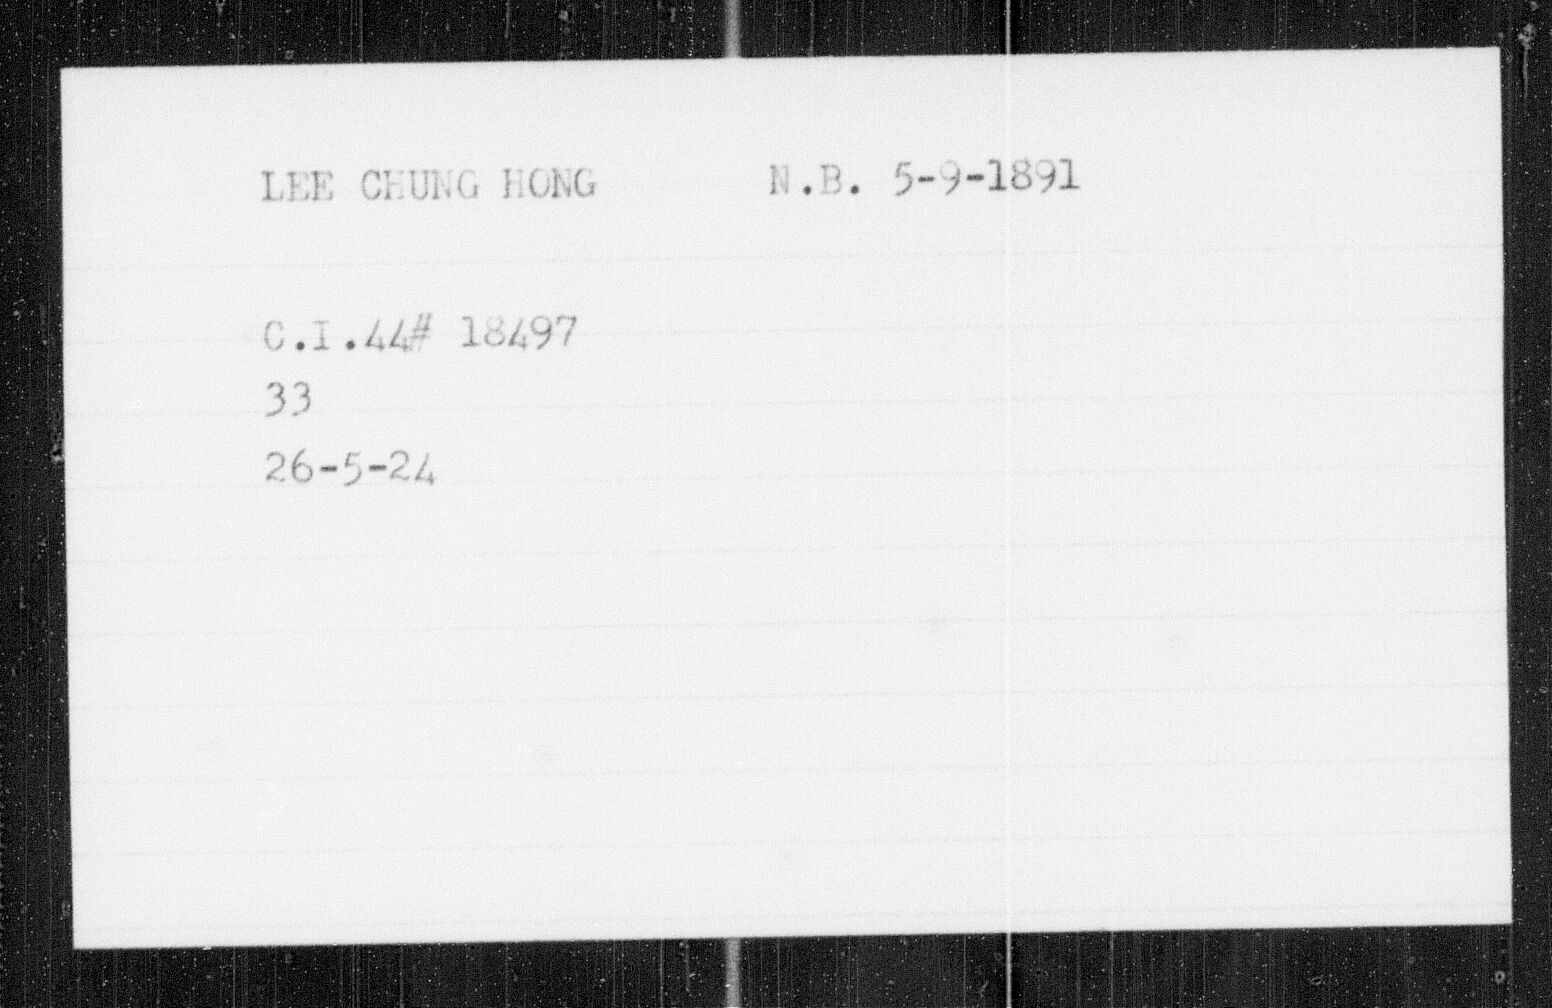 LEE CHUNG HONG N.B. 5-9-1891
C.I.44# 18497
33
26-5-24